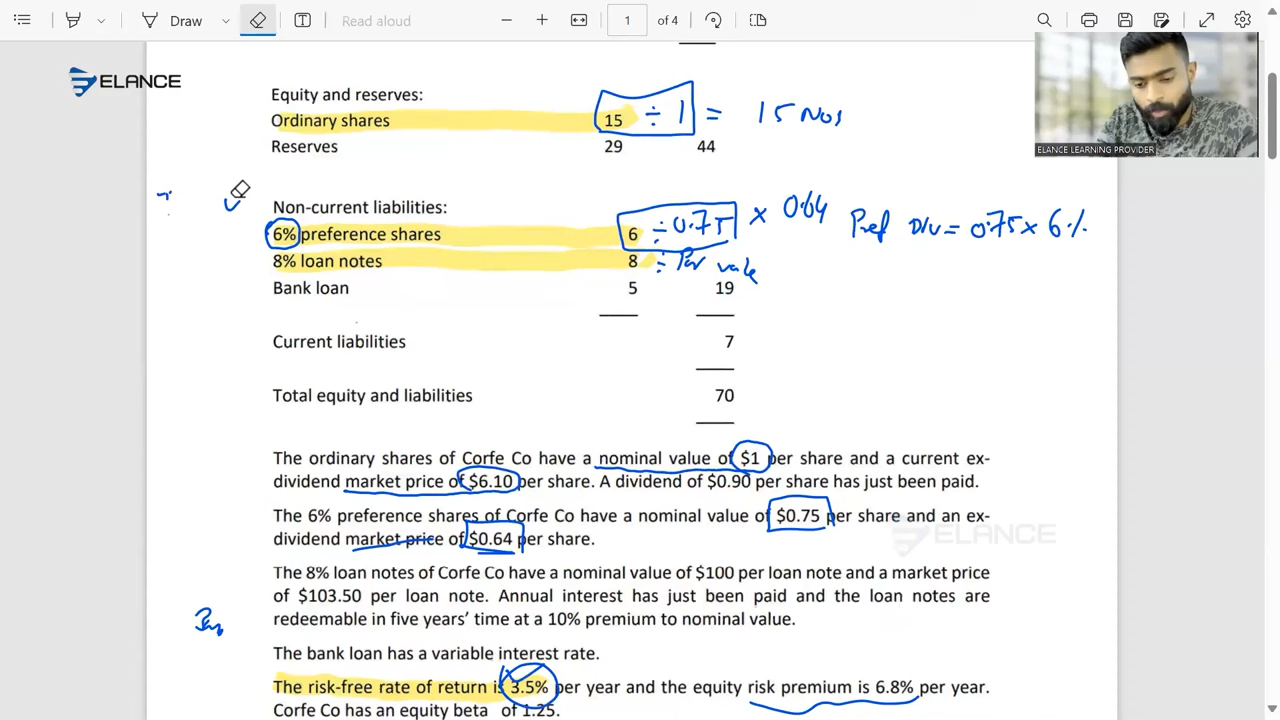 Draw
Read aloud
1 of 4
ELANCE
ELANCE LEARNING PROVIDER
Equity and reserves:
Ordinary shares 15 ÷ 1 = 15 Nos
Reserves 29 44
Non-current liabilities:
6% preference shares 6 ÷ 0.75 × 0.64 Pref Div = 0.75 × 6%
8% loan notes 8 ÷ Par vale
Bank loan 5 19
Current liabilities 7
Total equity and liabilities 70
The ordinary shares of Corfe Co have a nominal value of $1 per share and a current ex-
dividend market price of $6.10 per share. A dividend of $0.90 per share has just been paid.
The 6% preference shares of Corfe Co have a nominal value of $0.75 per share and an ex-
dividend market price of $0.64 per share.
ELANCE
The 8% loan notes of Corfe Co have a nominal value of $100 per loan note and a market price
of $103.50 per loan note. Annual interest has just been paid and the loan notes are
redeemable in five years' time at a 10% premium to nominal value.
The bank loan has a variable interest rate.
The risk-free rate of return is 3.5% per year and the equity risk premium is 6.8% per year.
Corfe Co has an equity beta of 1.25.